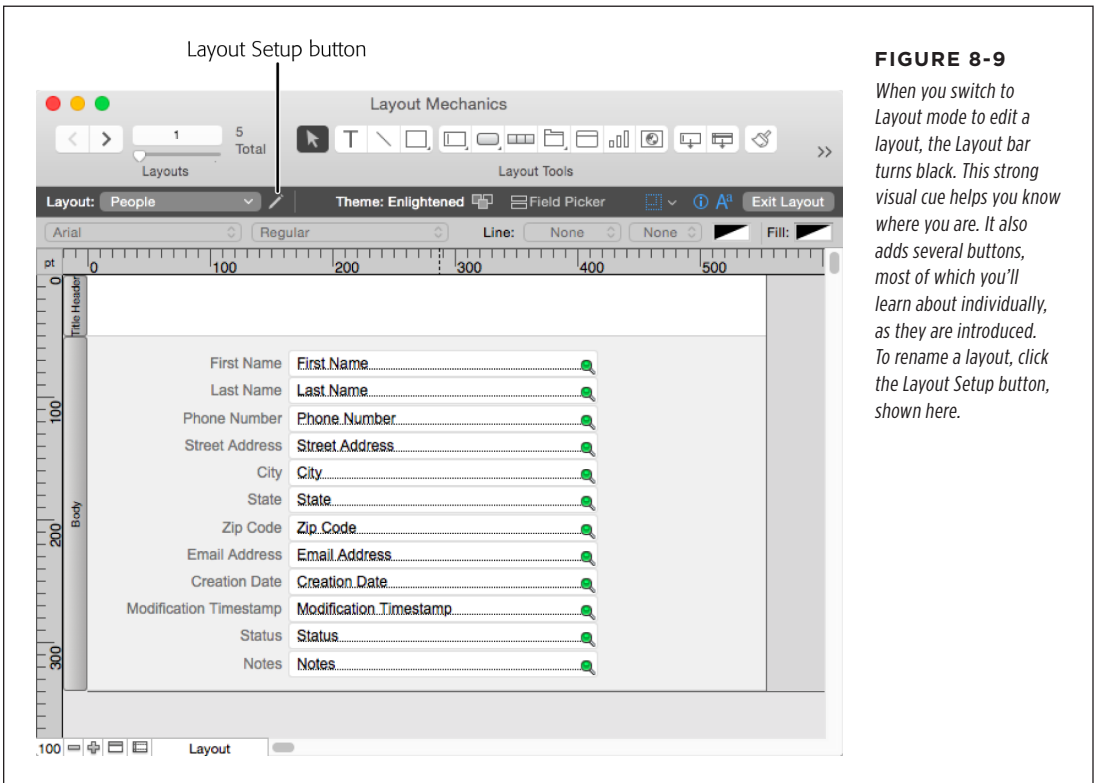 Layout Setup button
FIGURE 8-9
When you switch to
Layout mode to edit a
layout, the Layout bar
turns black. This strong
visual cue helps you know
where you are. It also
adds several buttons,
most of which you’ll
learn about individually,
as they are introduced.
To rename a layout, click
the Layout Setup button,
shown here.
Layout Mechanics
1
5
Total
Layouts
T
Layout Tools
Layout: People
Theme: Enlightened
Field Picker
Aa
Exit Layout
Arial
Regular
Line:
None
None
Fill:
pt
0
100
200
300
400
500
0
100
200
300
Title Header
Body
First Name First Name
Last Name Last Name
Phone Number Phone Number
Street Address Street Address
City City
State State
Zip Code Zip Code
Email Address Email Address
Creation Date Creation Date
Modification Timestamp Modification Timestamp
Status Status
Notes Notes
100
Layout